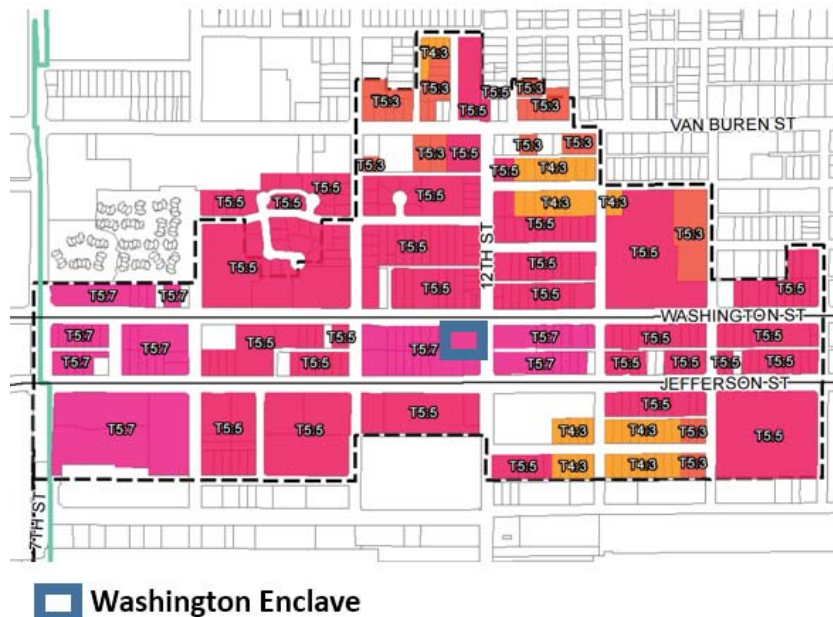 T4:3
T5:3 T5:3 T5:5 T5:3
T5:5 T5:3
VAN BUREN ST
T5:3 T5:3
T5:3 T5:3 T5:5 T5:5 T4:3
T5:5 T5:5 T5:5 T5:5 T4:3 T4:3
T5:5
12TH ST
T5:5 T5:5 T5:5 T5:5 T5:3
T5:7 T5:7 T5:5 T5:5 T5:5
WASHINGTON ST
T5:7 T5:7 T5:5 T5:5 T5:7 T5:7 T5:5 T5:5
T5:7 T5:5 T5:7 T5:5 T5:5 T5:5 T5:5
JEFFERSON ST
T5:7 T5:5 T5:5 T5:5 T5:5
T4:3 T4:3 T5:3 T5:5
T5:5 T4:3 T4:3 T5:3
7TH ST
Washington Enclave